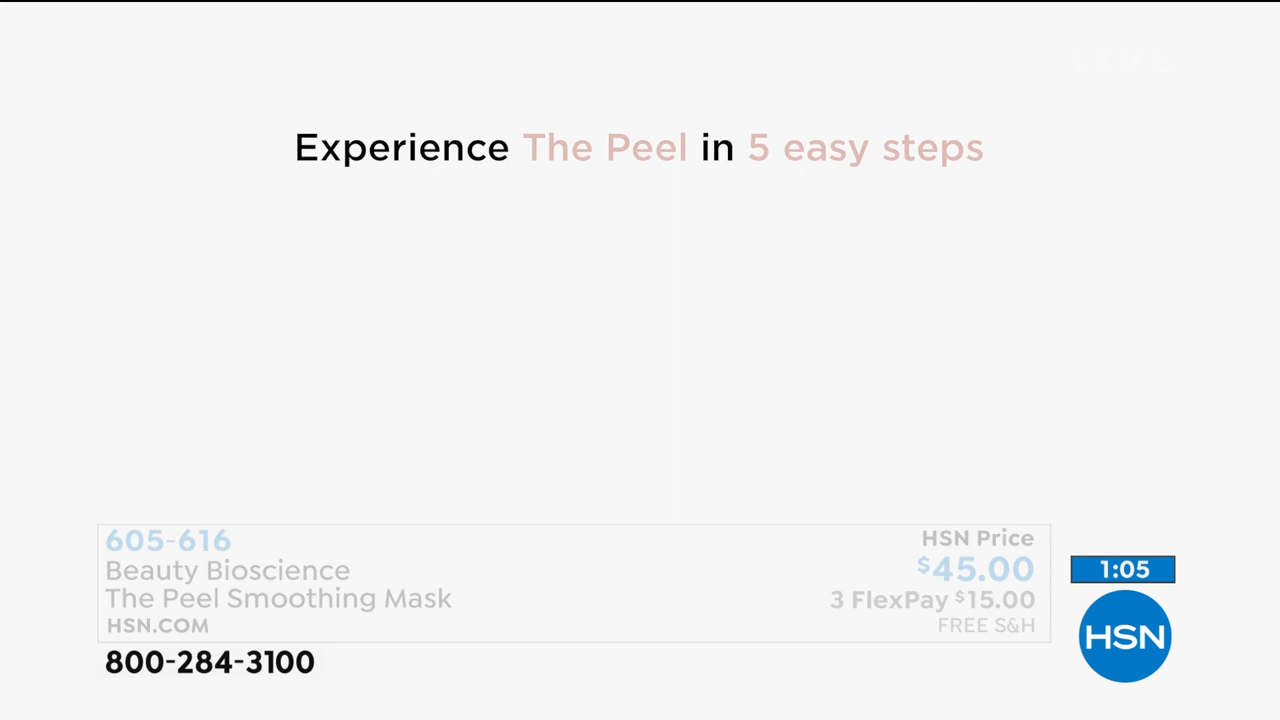 LIVE
Experience The Peel in 5 easy steps
605-616
Beauty Bioscience
The Peel Smoothing Mask
HSN.COM
HSN Price
$45.00
3 FlexPay $15.00
FREE S&H
800-284-3100
1:05
HSN